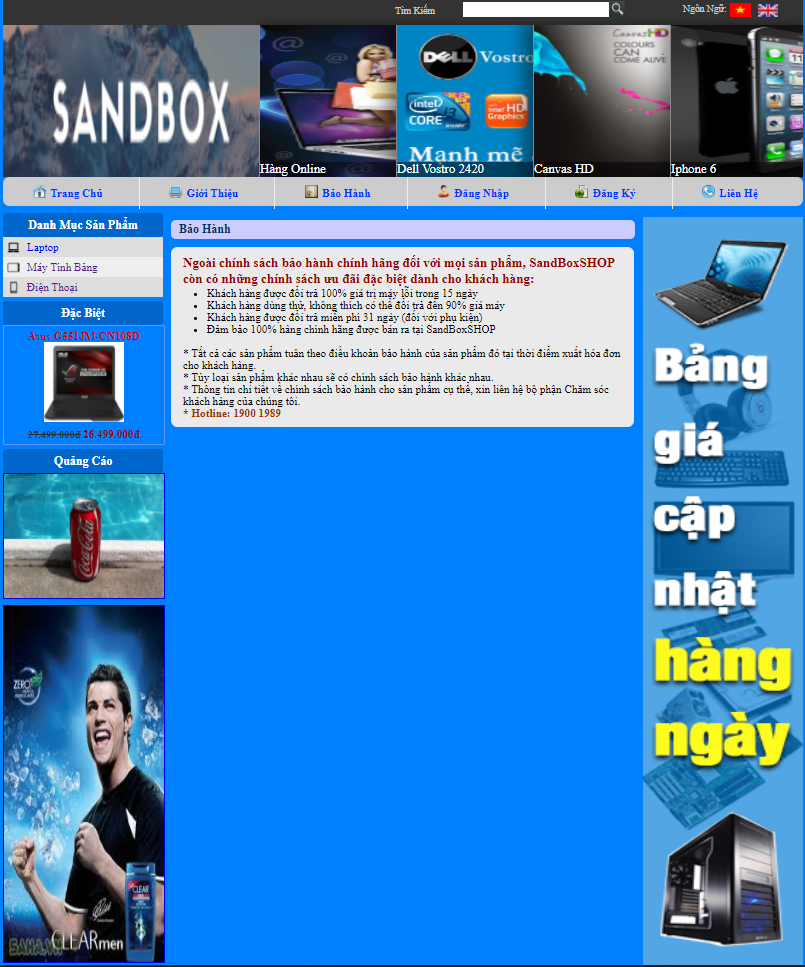 Tìm Kiếm
Ngôn Ngữ:
SANDBOX
Hàng Online
DELL Vostro
intel CORE i3 inside
intel HD Graphics
Manh mẽ
Dell Vostro 2420
Canvas HD
COLOURS
CAN
COME ALIVE
Canvas HD
Iphone 6
Trang Chủ
Giới Thiệu
Bảo Hành
Đăng Nhập
Đăng Ký
Liên Hệ
Danh Mục Sản Phẩm
Laptop
Máy Tính Bảng
Điện Thoại
Đặc Biệt
Asus G551JM-CN108D
27.499.000đ 26.499.000đ
Quảng Cáo
Coca-Cola
ZERO
CLEAR
CLEARmen
SANA.VN
Bảo Hành
Ngoài chính sách bảo hành chính hãng đối với mọi sản phẩm, SandBoxSHOP
còn có những chính sách ưu đãi đặc biệt dành cho khách hàng:
Khách hàng được đổi trả 100% giá trị máy lỗi trong 15 ngày
Khách hàng dùng thử, không thích có thể đổi trả đến 90% giá máy
Khách hàng được đổi trả miễn phí 31 ngày (đối với phụ kiện)
Đảm bảo 100% hàng chính hãng được bán ra tại SandBoxSHOP
* Tất cả các sản phẩm tuân theo điều khoản bảo hành của sản phẩm đó tại thời điểm xuất hóa đơn
cho khách hàng.
* Tùy loại sản phẩm khác nhau sẽ có chính sách bảo hành khác nhau.
* Thông tin chi tiết về chính sách bảo hành cho sản phẩm cụ thể, xin liên hệ bộ phận Chăm sóc
khách hàng của chúng tôi.
* Hotline: 1900 1989
Bảng
giá
cập
nhật
hàng
ngày